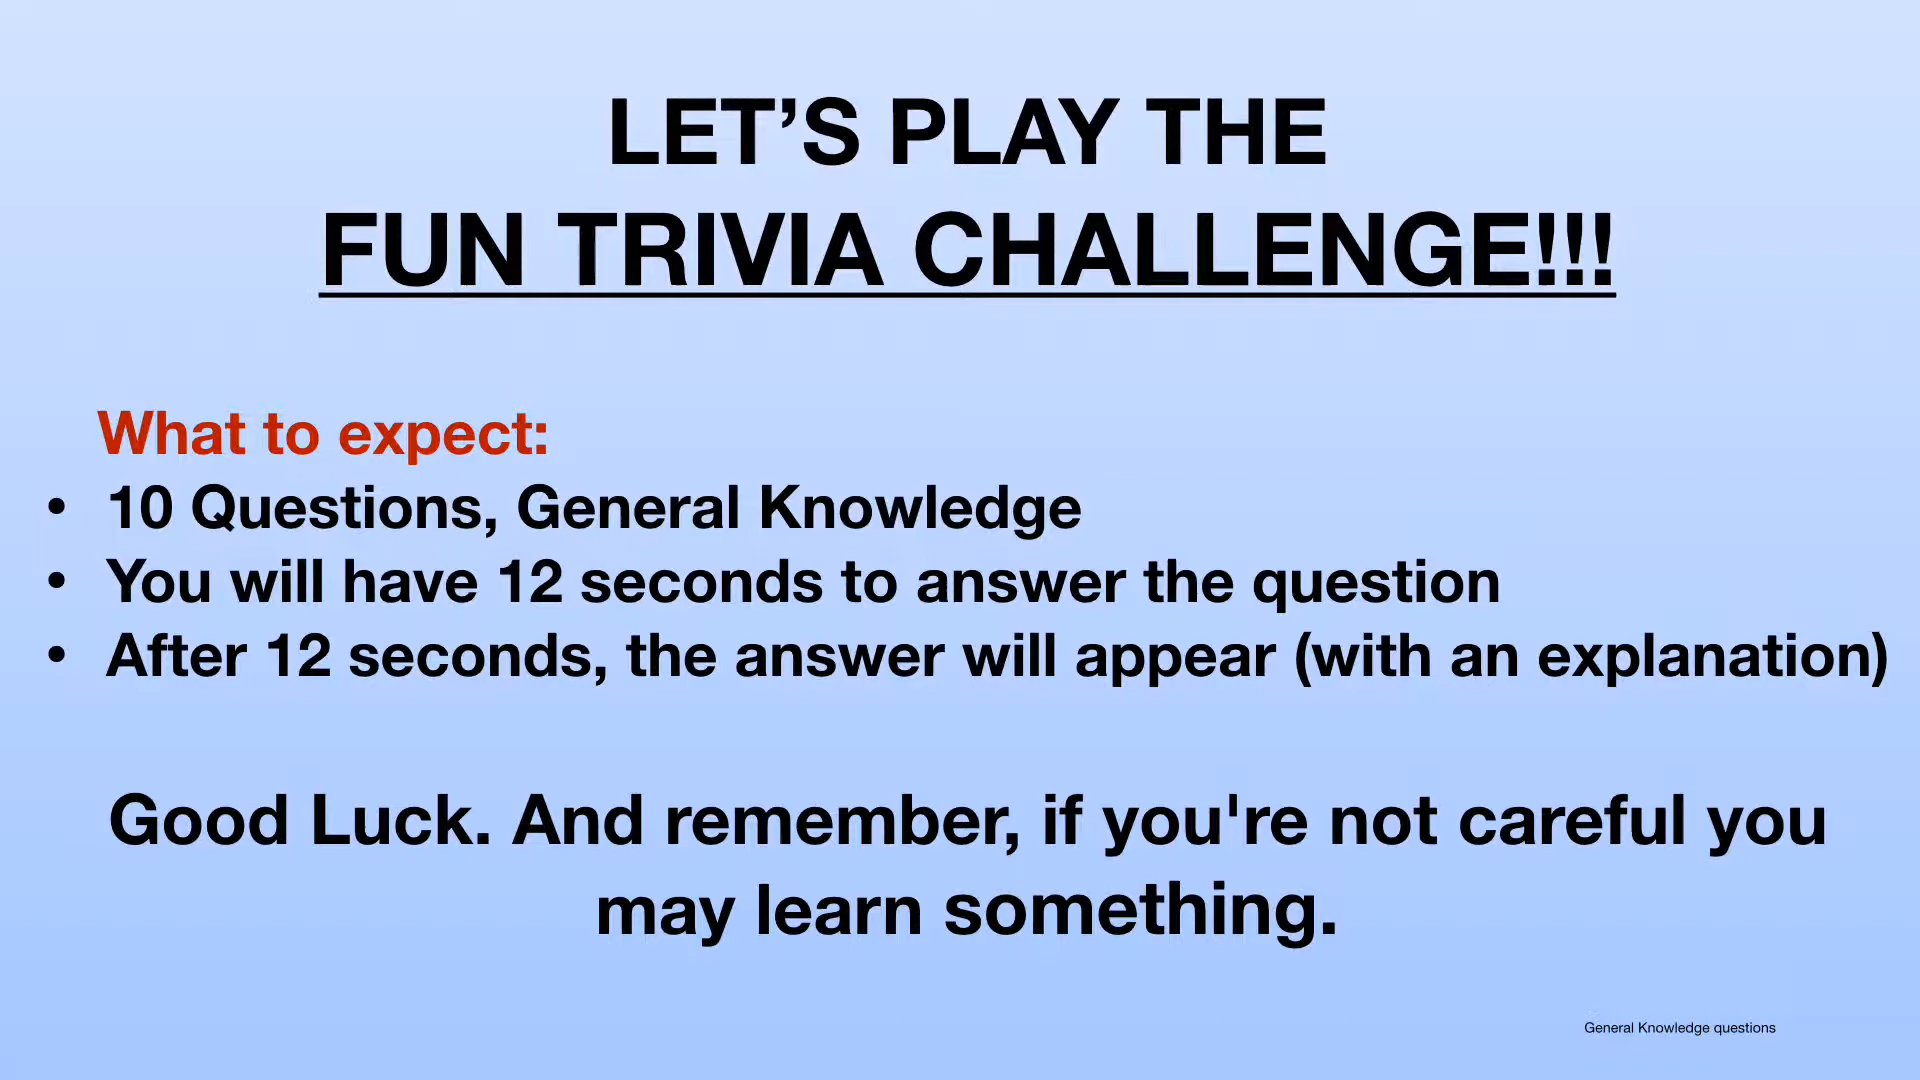 LET’S PLAY THE
FUN TRIVIA CHALLENGE!!!
What to expect:
• 10 Questions, General Knowledge
• You will have 12 seconds to answer the question
• After 12 seconds, the answer will appear (with an explanation)
Good Luck. And remember, if you're not careful you
may learn something.
General Knowledge questions